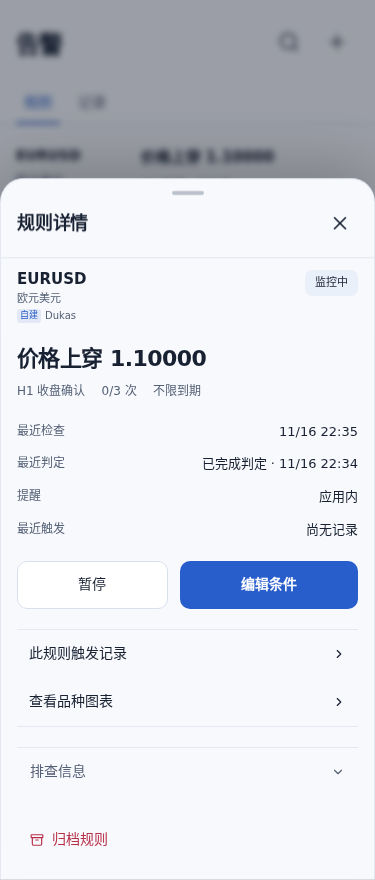 告警
规则 记录
EURUSD 价格上穿 1.10000
规则详情
EURUSD 监控中
欧元美元
自建 Dukas
价格上穿 1.10000
H1 收盘确认 0/3 次 不限到期
最近检查 11/16 22:35
最近判定 已完成判定 · 11/16 22:34
提醒 应用内
最近触发 尚无记录
暂停 编辑条件
此规则触发记录
查看品种图表
排查信息
归档规则